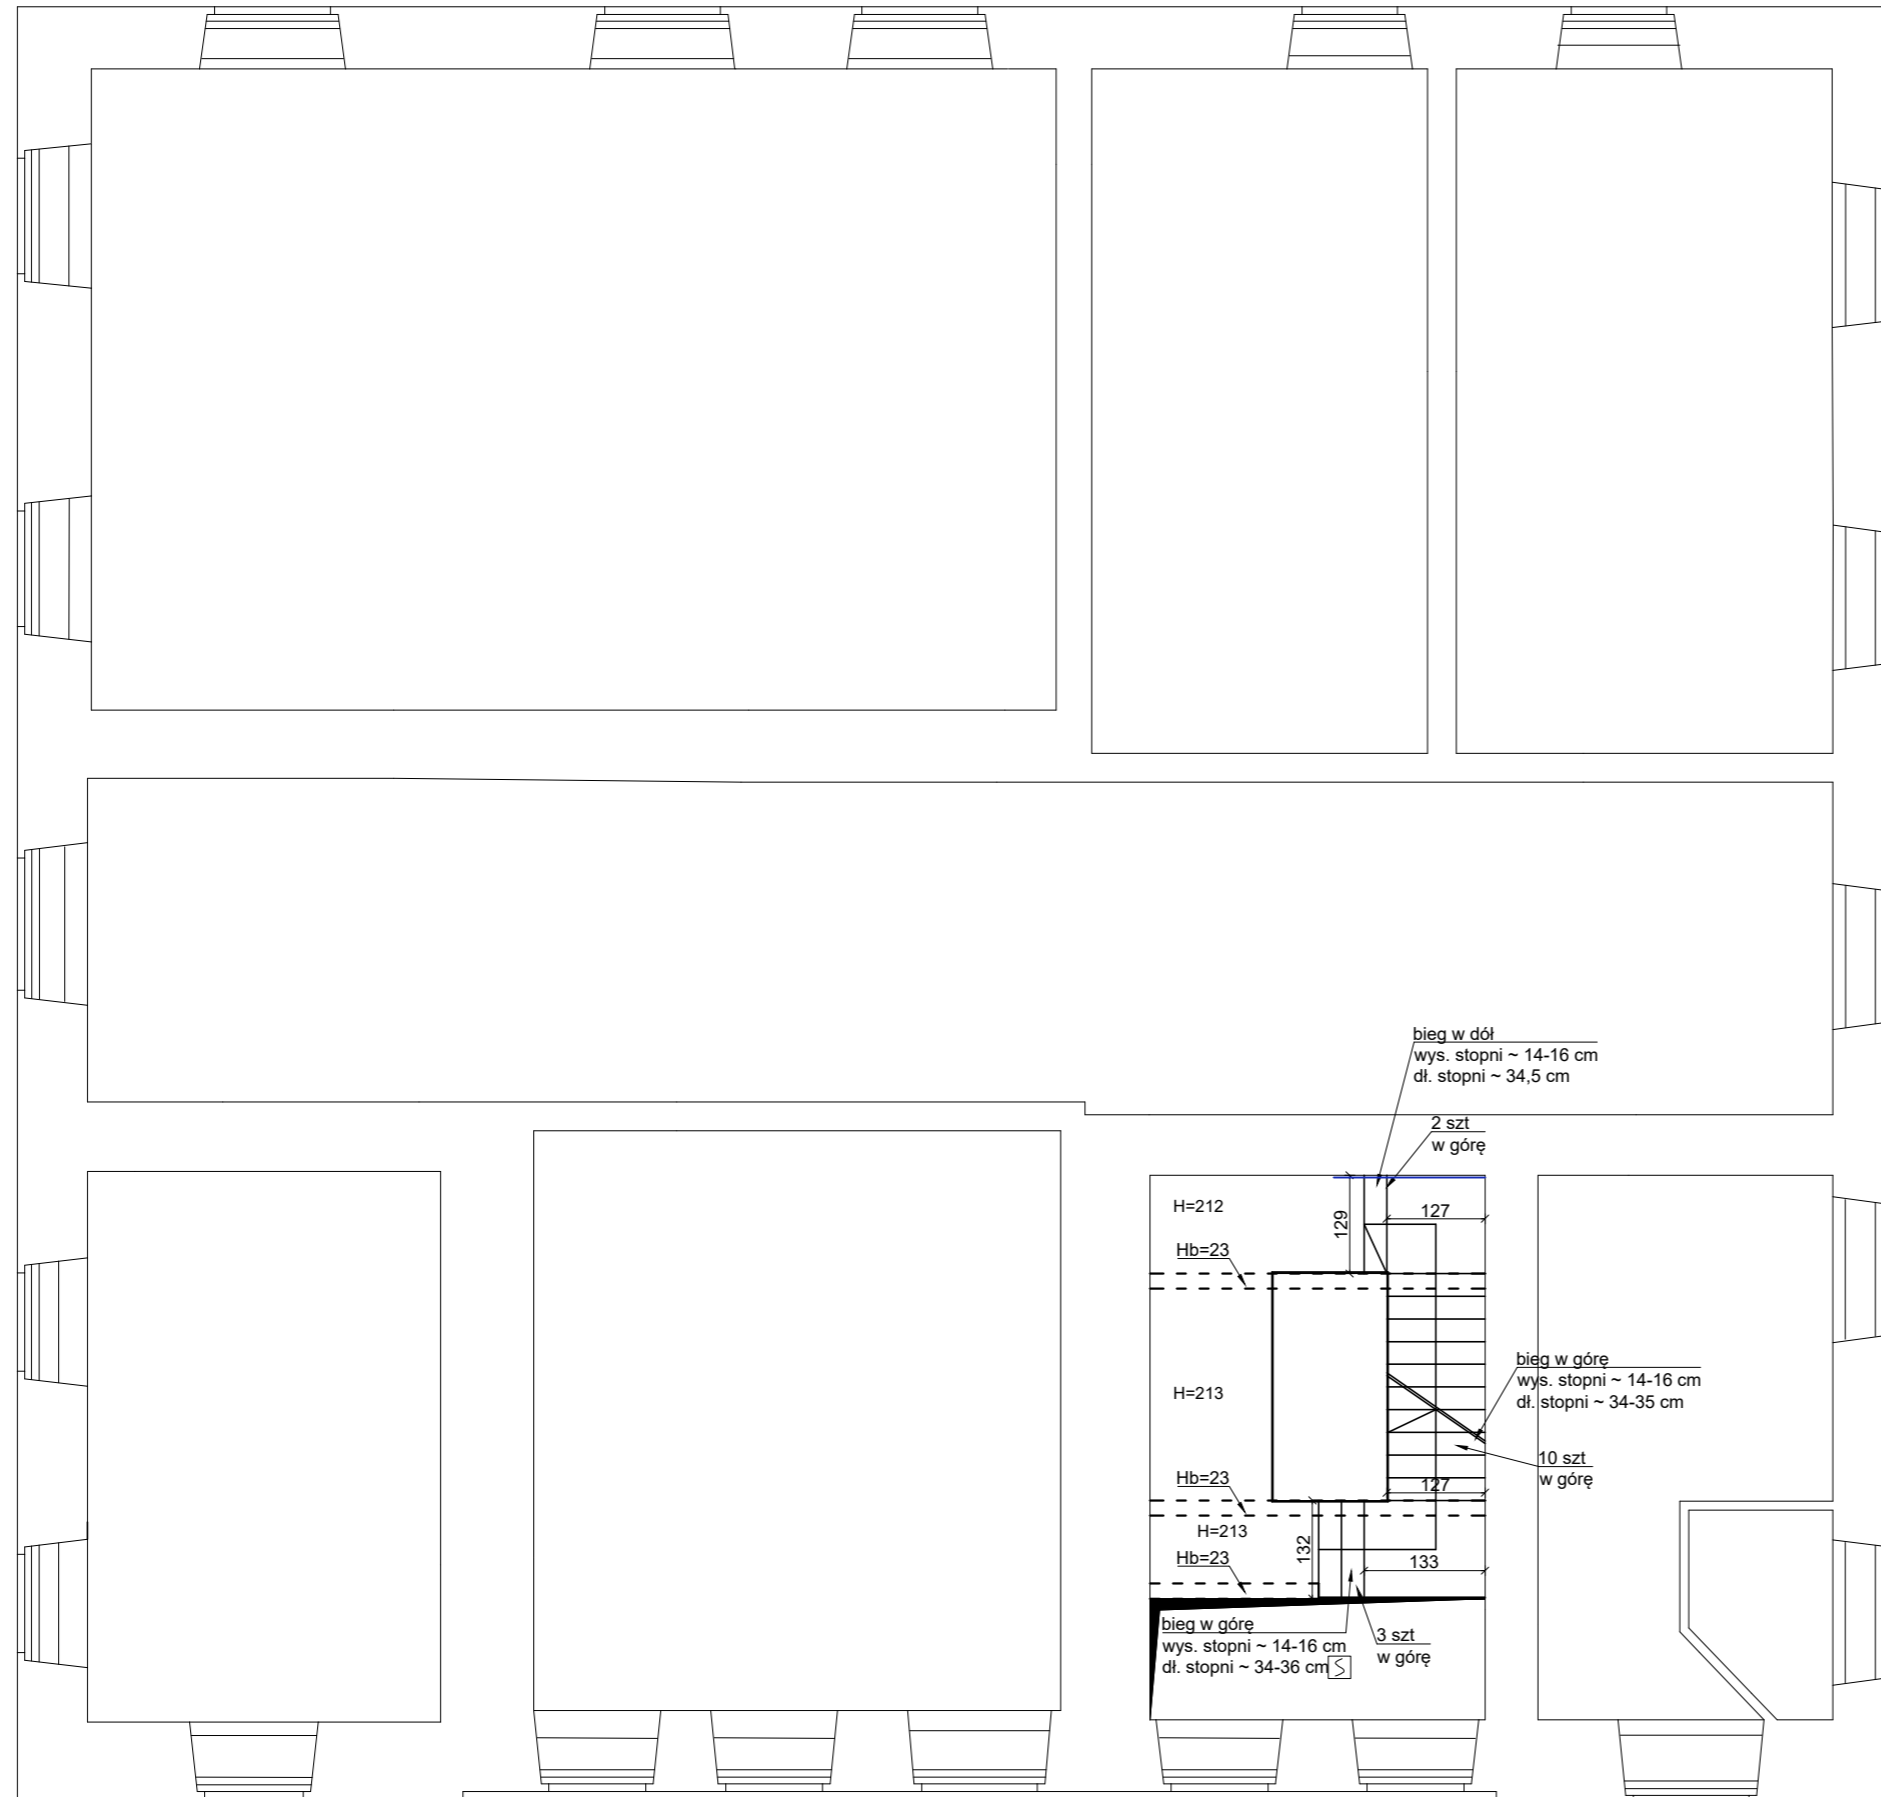 bieg w dół
wys. stopni ~ 14-16 cm
dł. stopni ~ 34,5 cm
2 szt
w górę
H=212
129
127
Hb=23
bieg w górę
wys. stopni ~ 14-16 cm
dł. stopni ~ 34-35 cm
H=213
10 szt
w górę
Hb=23
127
H=213
132
Hb=23
133
bieg w górę
wys. stopni ~ 14-16 cm
dł. stopni ~ 34-36 cm
S
3 szt
w górę